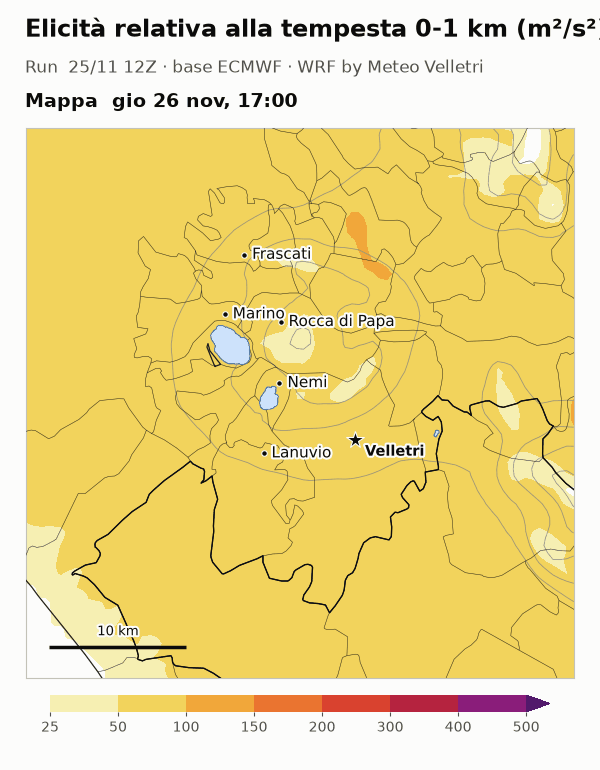 Elicità relativa alla tempesta 0-1 km (m²/s²)
Run 25/11 12Z · base ECMWF · WRF by Meteo Velletri
Mappa gio 26 nov, 17:00
Frascati
Marino
Rocca di Papa
Nemi
Velletri
Lanuvio
10 km
25 50 100 150 200 300 400 500